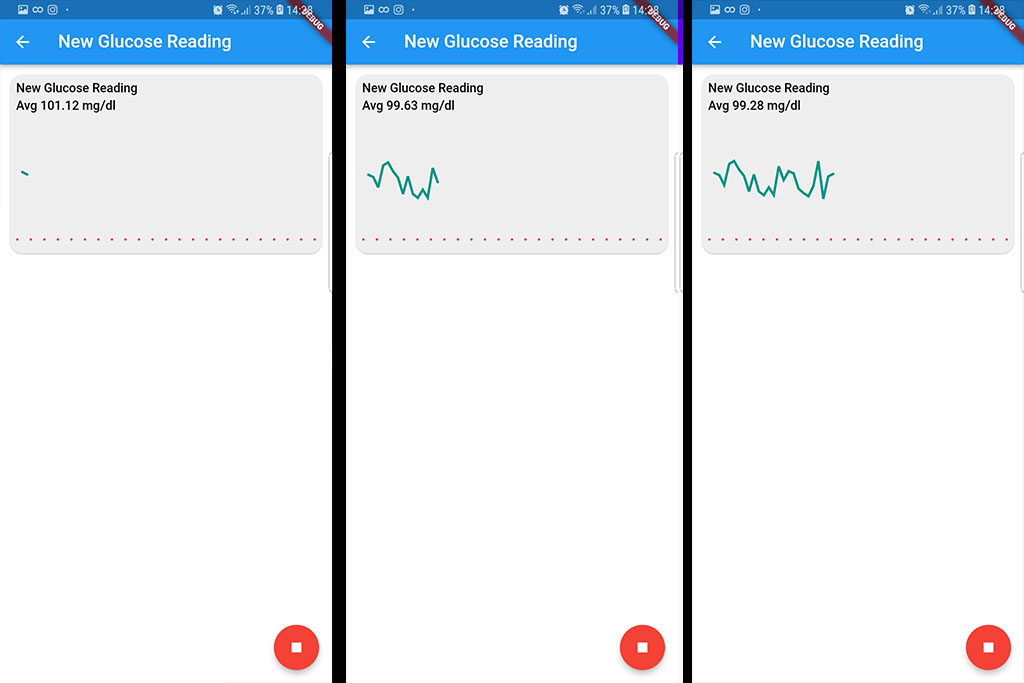 37% 14:38
DEBUG
New Glucose Reading
New Glucose Reading
Avg 101.12 mg/dl
37% 14:38
DEBUG
New Glucose Reading
New Glucose Reading
Avg 99.63 mg/dl
37% 14:38
DEBUG
New Glucose Reading
New Glucose Reading
Avg 99.28 mg/dl